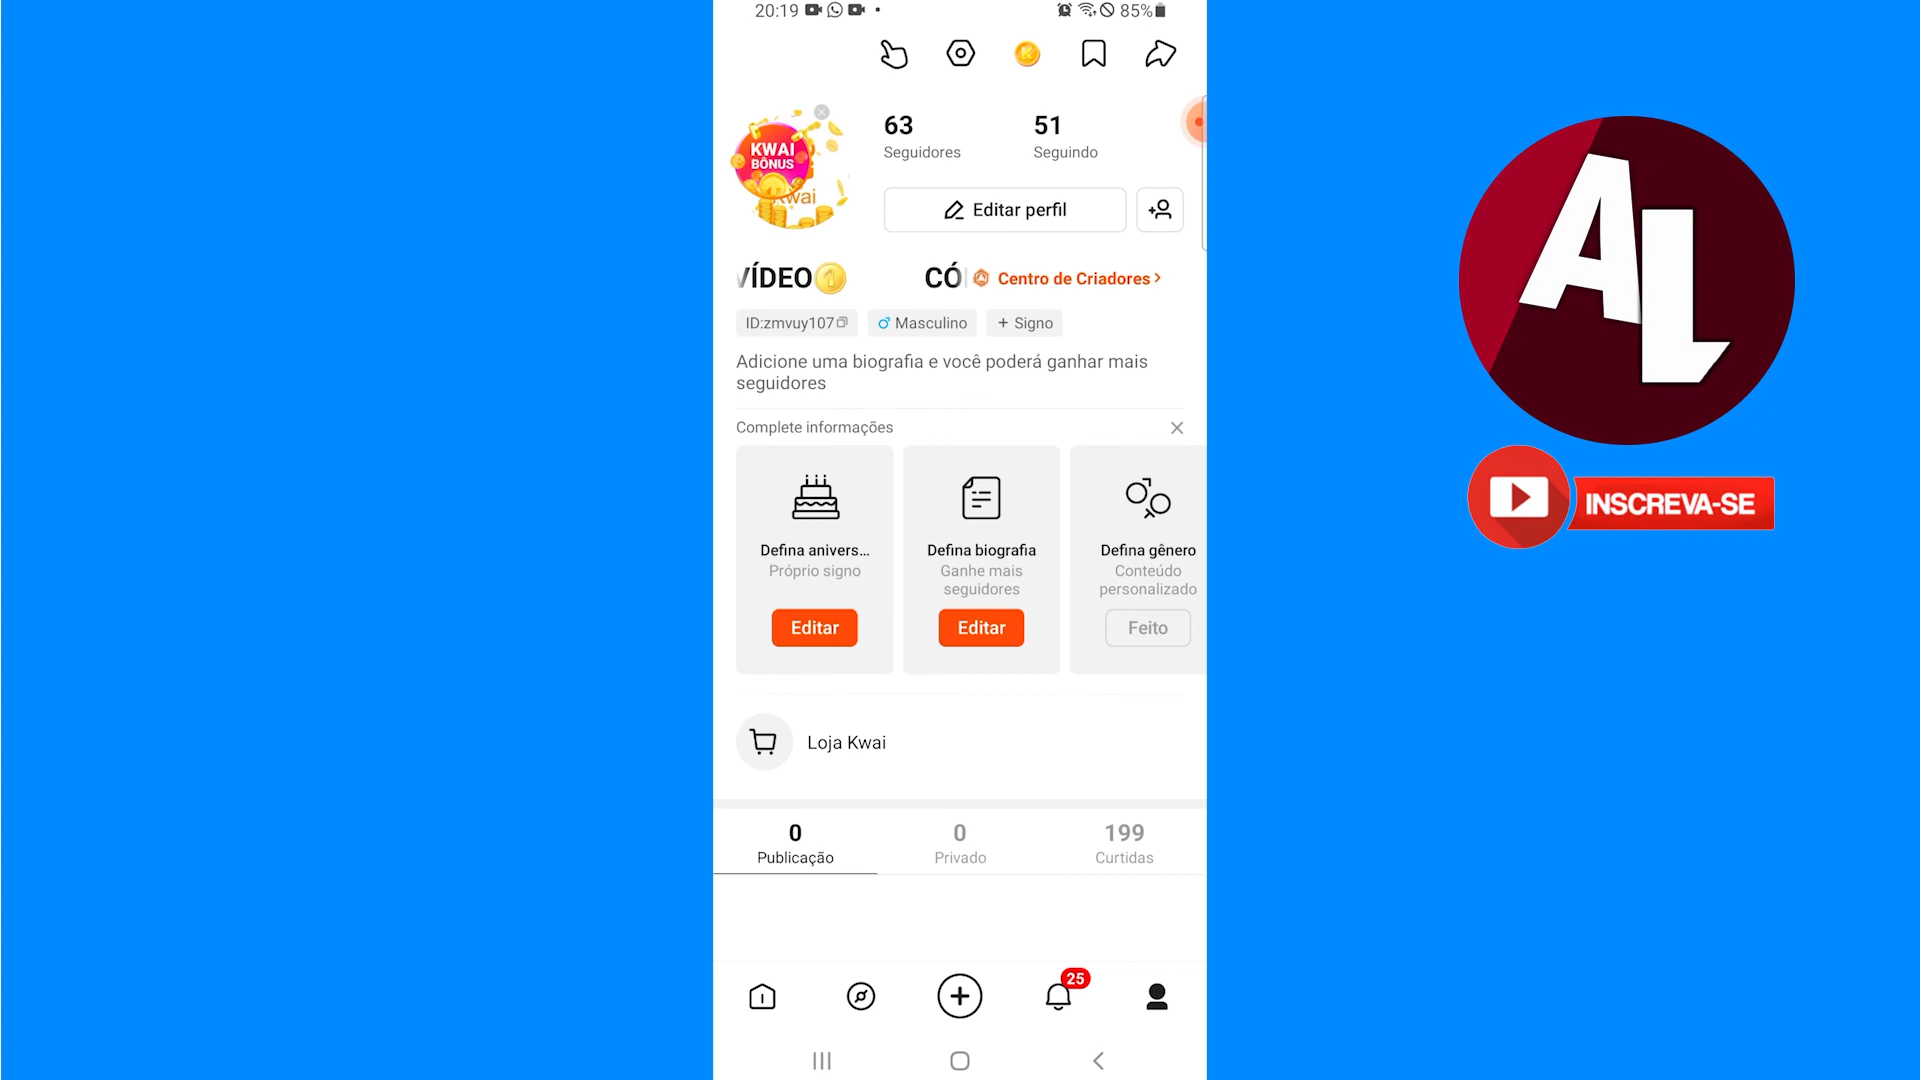 20:19
85%
63
Seguidores
51
Seguindo
KWAI
BÔNUS
Kwai
Editar perfil
VÍDEO
1
CÓ
Centro de Criadores
ID:zmvuy107
Masculino
+ Signo
Adicione uma biografia e você poderá ganhar mais
seguidores
Complete informações
Defina anivers...
Próprio signo
Editar
Defina biografia
Ganhe mais
seguidores
Editar
Defina gênero
Conteúdo
personalizado
Feito
Loja Kwai
0
Publicação
0
Privado
199
Curtidas
25
AL
INSCREVA-SE